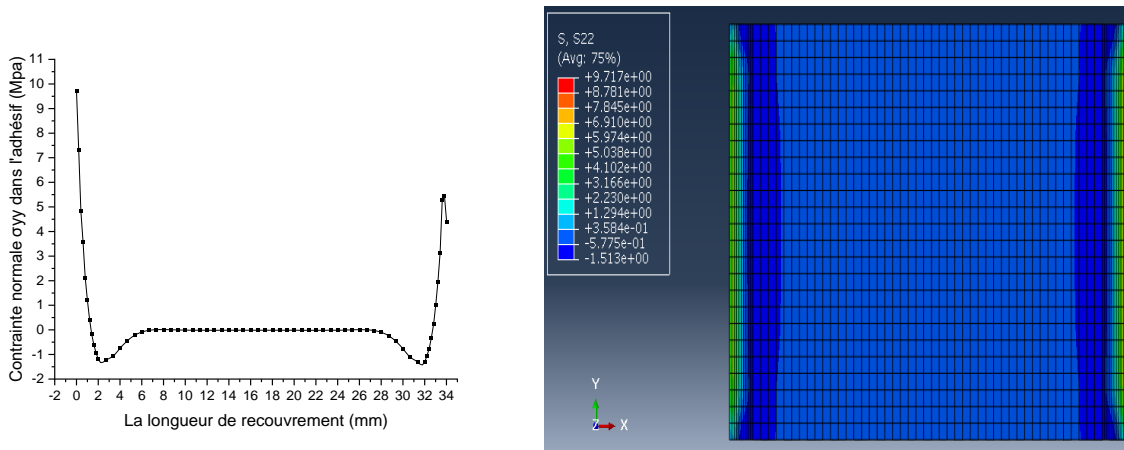 Contrainte normale σyy dans l'adhésif (Mpa)
11
10
9
8
7
6
5
4
3
2
1
0
-1
-2
-2 0 2 4 6 8 10 12 14 16 18 20 22 24 26 28 30 32 34
La longueur de recouvrement (mm)
S, S22
(Avg: 75%)
+9.717e+00
+8.781e+00
+7.845e+00
+6.910e+00
+5.974e+00
+5.038e+00
+4.102e+00
+3.166e+00
+2.230e+00
+1.294e+00
+3.584e-01
-5.775e-01
-1.513e+00
Y
Z X